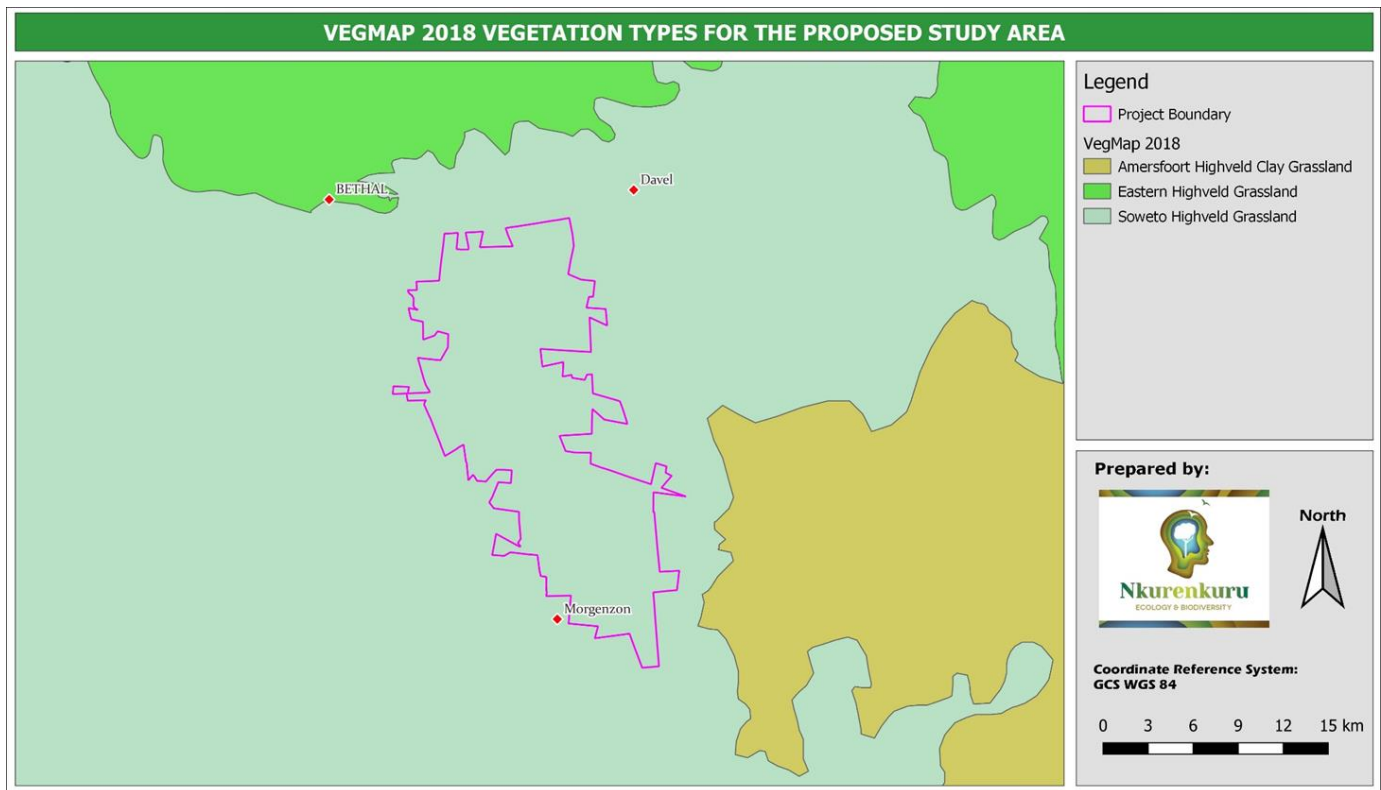 VEGMAP 2018 VEGETATION TYPES FOR THE PROPOSED STUDY AREA
BETHAL
Davel
Morgenzon
Legend
Project Boundary
VegMap 2018
Amersfoort Highveld Clay Grassland
Eastern Highveld Grassland
Soweto Highveld Grassland
Prepared by:
Nkurenkuru
ECOLOGY & BIODIVERSITY
North
Coordinate Reference System:
GCS WGS 84
0 3 6 9 12 15 km